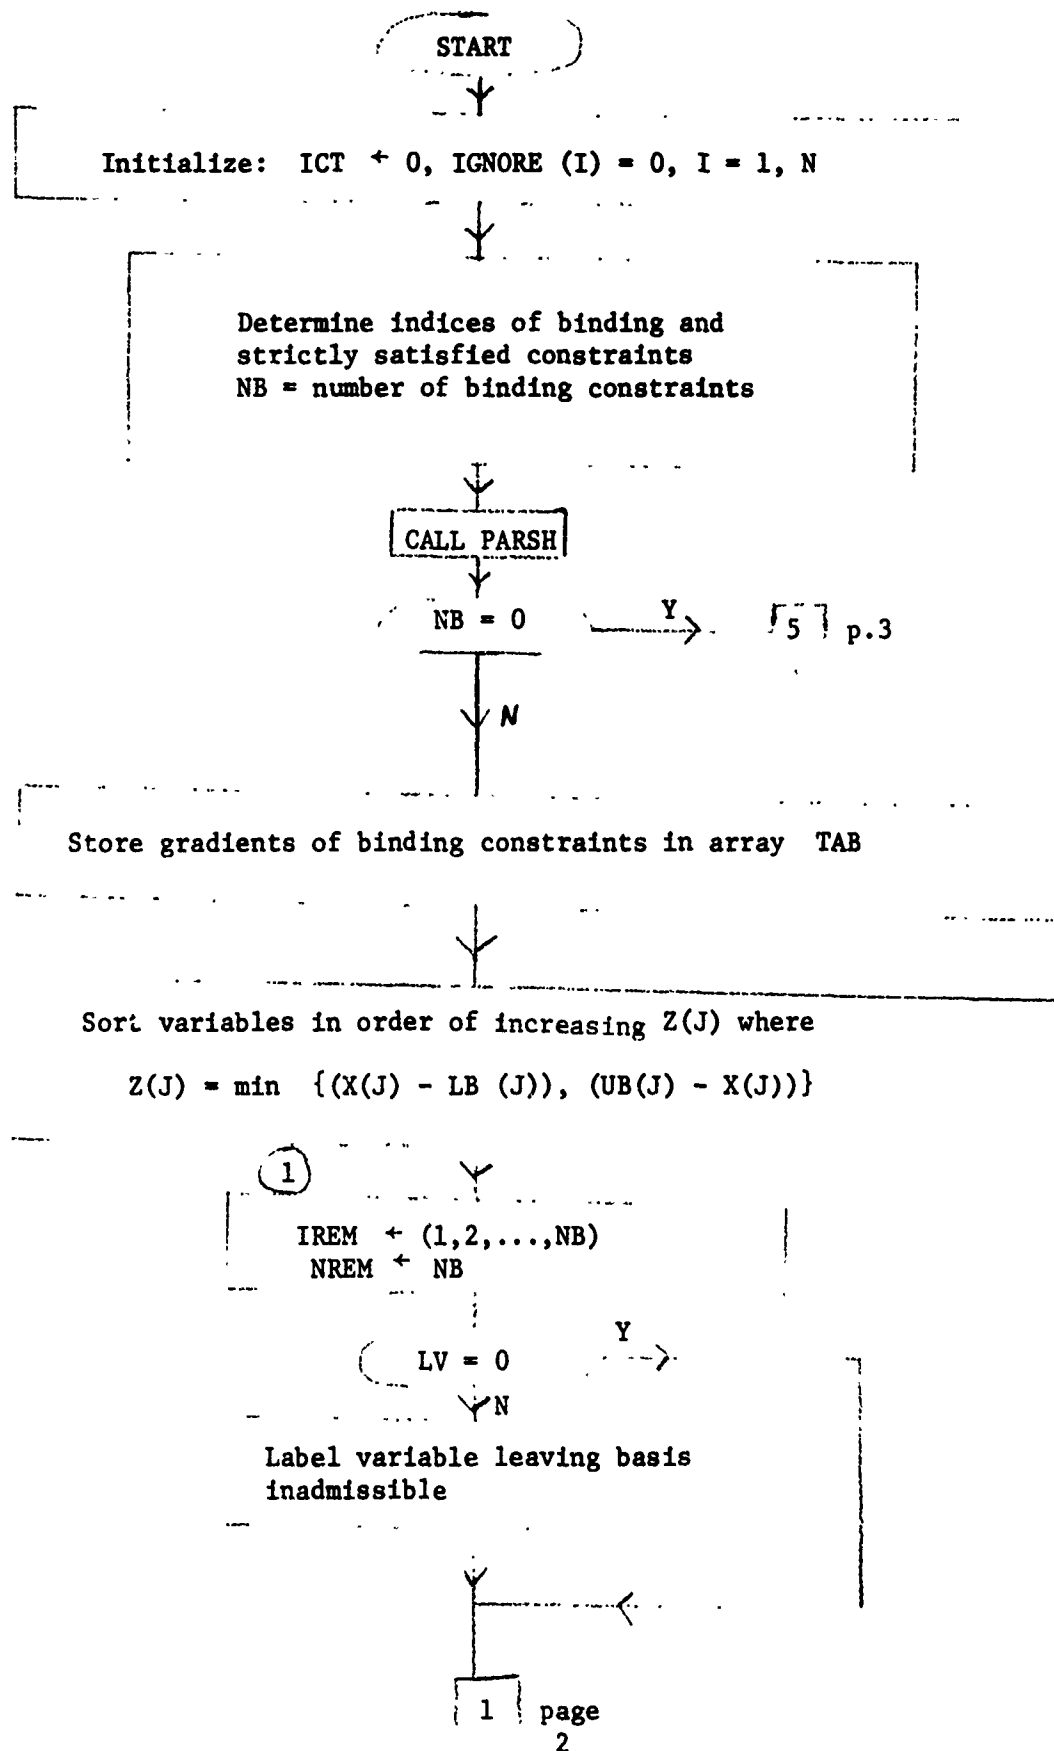 START
Initialize: ICT ← 0, IGNORE (I) = 0, I = 1, N
Determine indices of binding and
strictly satisfied constraints
NB = number of binding constraints
CALL PARSH
NB = 0
Y
5 p.3
N
Store gradients of binding constraints in array TAB
Sort variables in order of increasing Z(J) where
Z(J) = min {(X(J) - LB (J)), (UB(J) - X(J))}
1
IREM ← (1,2,...,NB)
NREM ← NB
Y
LV = 0
N
Label variable leaving basis
inadmissible
1 page
2